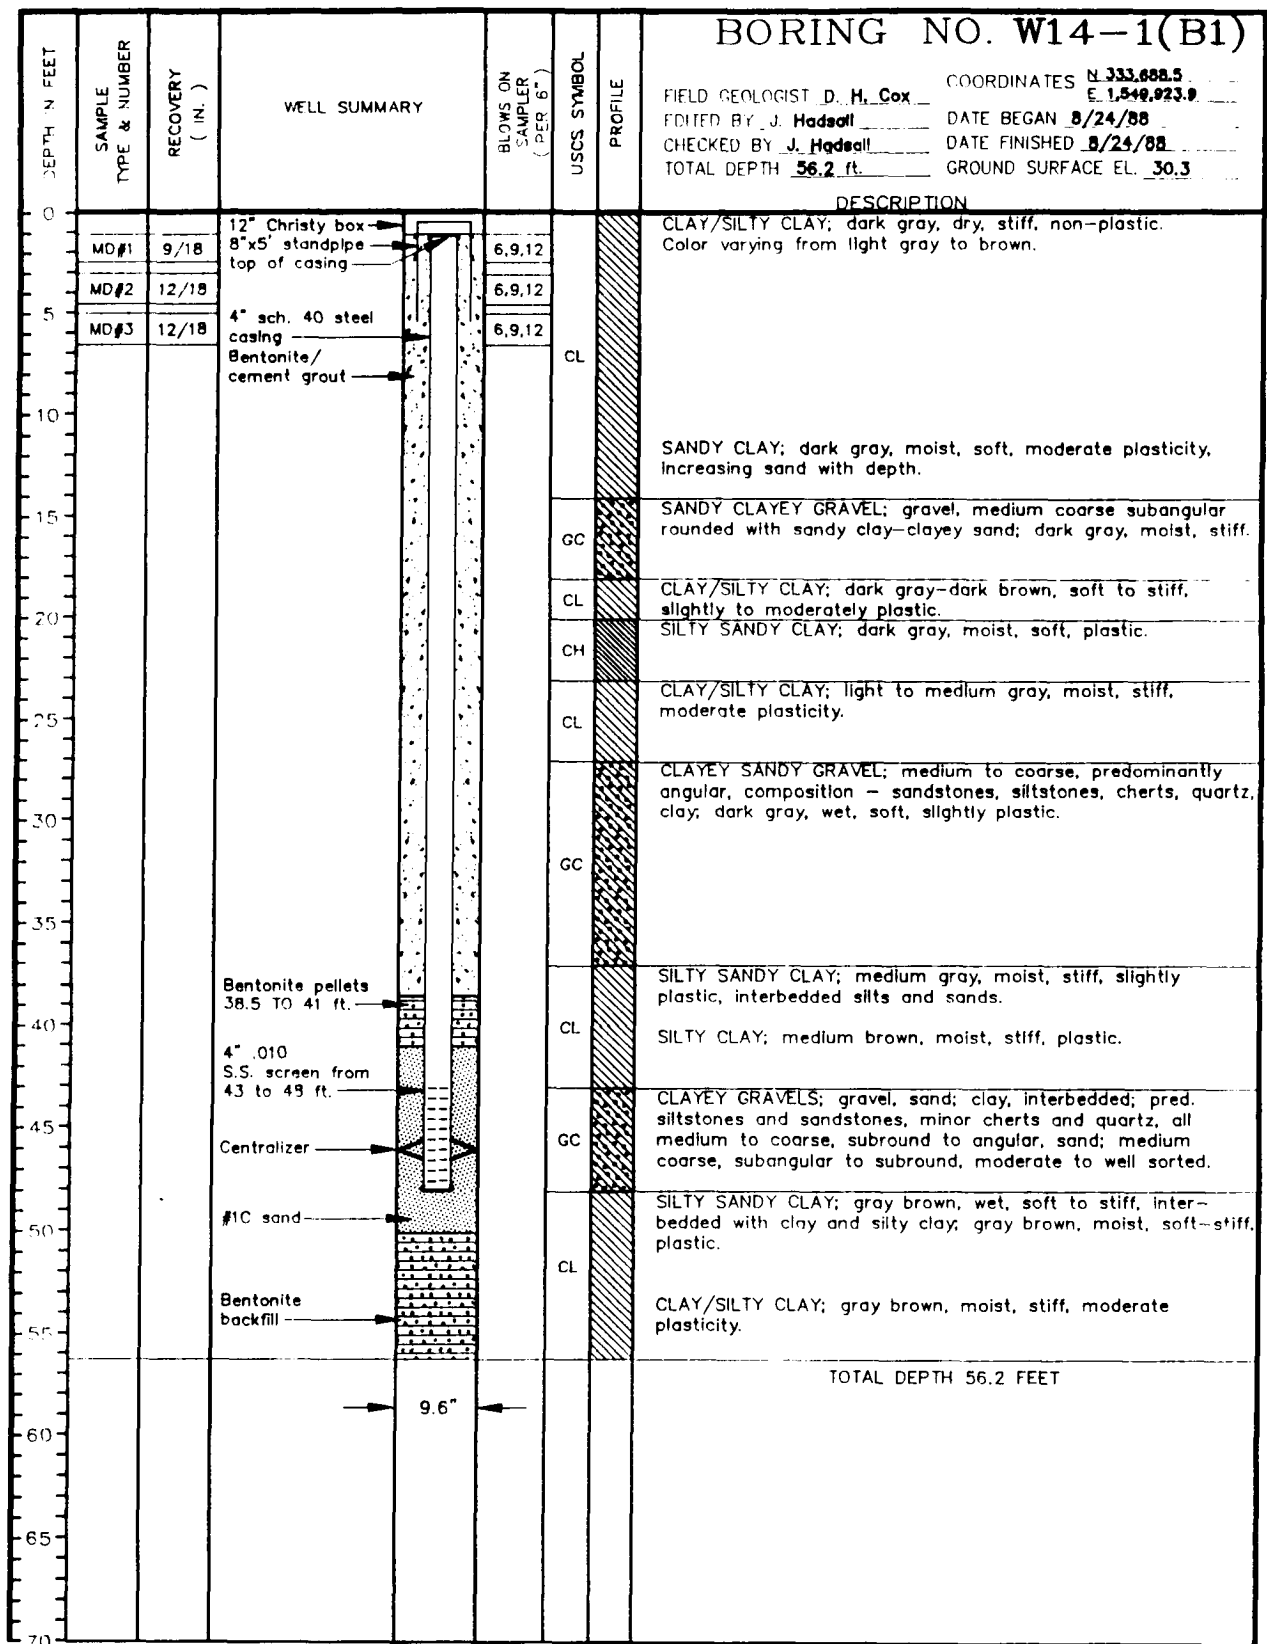 BORING NO. W14-1(B1)
DEPTH IN FEET
SAMPLE
TYPE & NUMBER
RECOVERY
( IN. )
WELL SUMMARY
BLOWS ON
SAMPLER
( PER 6" )
USCS SYMBOL
PROFILE
FIELD GEOLOGIST D. H. Cox
EDITED BY J. Hadsall
CHECKED BY J. Hadsall
TOTAL DEPTH 56.2 ft.
COORDINATES N 333,688.5
E 1,549,923.9
DATE BEGAN 8/24/88
DATE FINISHED 8/24/88
GROUND SURFACE EL. 30.3
DESCRIPTION
0
5
10
15
20
25
30
35
40
45
50
55
60
65
70
MD#1 9/18 6,9,12
MD#2 12/18 6,9,12
MD#3 12/18 6,9,12
12" Christy box
8"x5' standpipe
top of casing
4" sch. 40 steel
casing
Bentonite/
cement grout
Bentonite pellets
38.5 TO 41 ft.
4" .010
S.S. screen from
43 to 48 ft.
Centralizer
#1C sand
Bentonite
backfill
9.6"
CL
GC
CL
CH
CL
GC
CL
GC
CL
CLAY/SILTY CLAY; dark gray, dry, stiff, non-plastic.
Color varying from light gray to brown.
SANDY CLAY; dark gray, moist, soft, moderate plasticity,
increasing sand with depth.
SANDY CLAYEY GRAVEL; gravel, medium coarse subangular
rounded with sandy clay-clayey sand; dark gray, moist, stiff.
CLAY/SILTY CLAY; dark gray-dark brown, soft to stiff,
slightly to moderately plastic.
SILTY SANDY CLAY; dark gray, moist, soft, plastic.
CLAY/SILTY CLAY; light to medium gray, moist, stiff,
moderate plasticity.
CLAYEY SANDY GRAVEL; medium to coarse, predominantly
angular, composition - sandstones, siltstones, cherts, quartz,
clay; dark gray, wet, soft, slightly plastic.
SILTY SANDY CLAY; medium gray, moist, stiff, slightly
plastic, interbedded silts and sands.
SILTY CLAY; medium brown, moist, stiff, plastic.
CLAYEY GRAVELS; gravel, sand; clay, interbedded; pred.
siltstones and sandstones, minor cherts and quartz, all
medium to coarse, subround to angular, sand; medium
coarse, subangular to subround, moderate to well sorted.
SILTY SANDY CLAY; gray brown, wet, soft to stiff, inter-
bedded with clay and silty clay; gray brown, moist, soft-stiff,
plastic.
CLAY/SILTY CLAY; gray brown, moist, stiff, moderate
plasticity.
TOTAL DEPTH 56.2 FEET